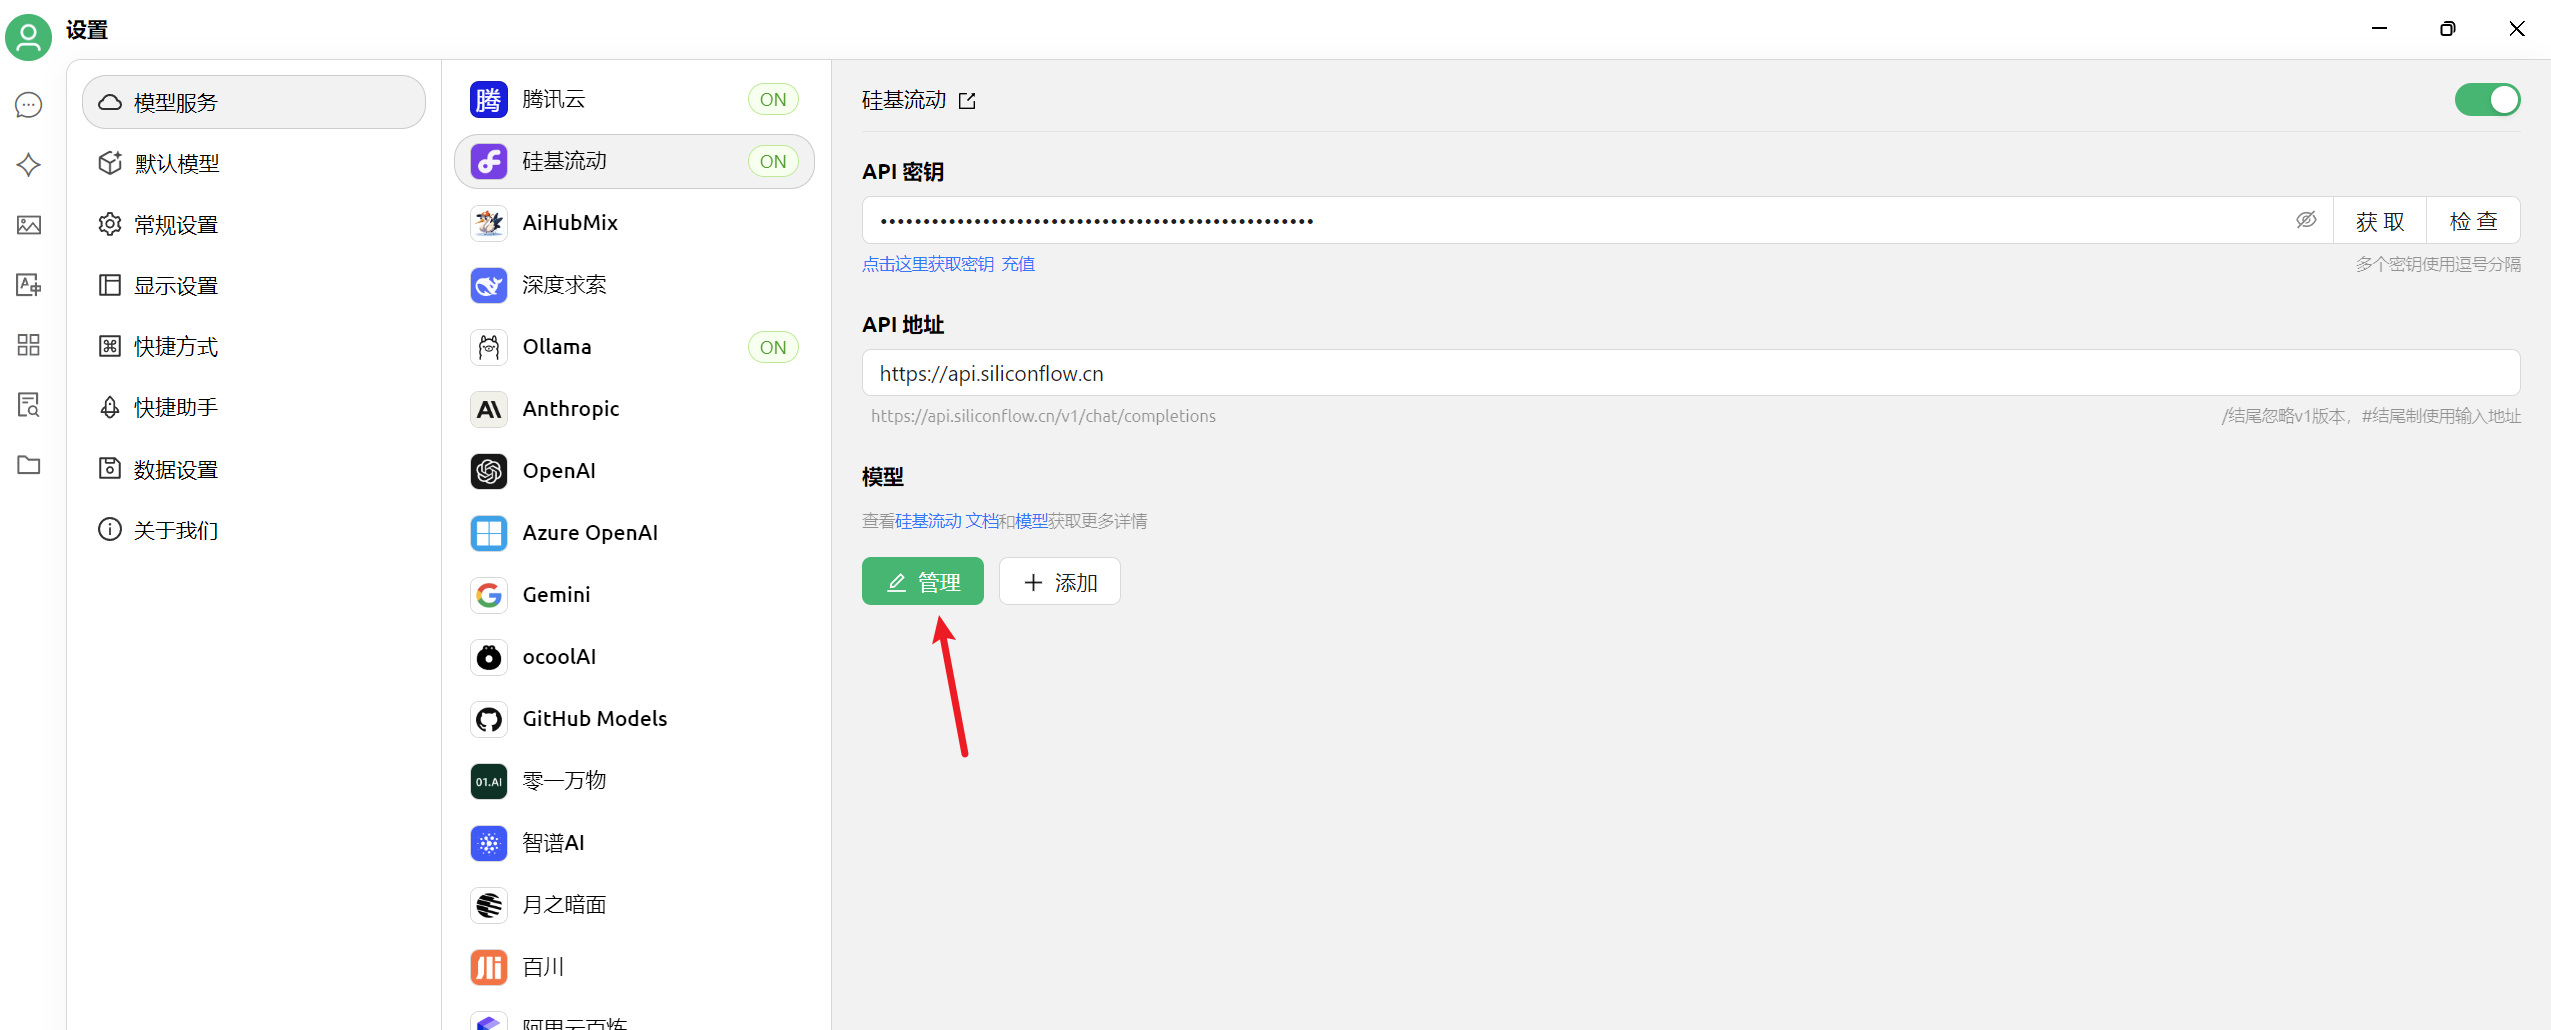 设置
模型服务
默认模型
常规设置
显示设置
快捷方式
快捷助手
数据设置
关于我们
腾 腾讯云 ON
硅基流动 ON
AiHubMix
深度求索
Ollama ON
Anthropic
OpenAI
Azure OpenAI
Gemini
ocoolAI
GitHub Models
01.AI 零一万物
智谱AI
月之暗面
百川
阿里云百炼
硅基流动
API 密钥
获 取 检 查
点击这里获取密钥 充值 多个密钥使用逗号分隔
API 地址
https://api.siliconflow.cn
https://api.siliconflow.cn/v1/chat/completions /结尾忽略v1版本，#结尾制使用输入地址
模型
查看硅基流动 文档和模型获取更多详情
管理 添加